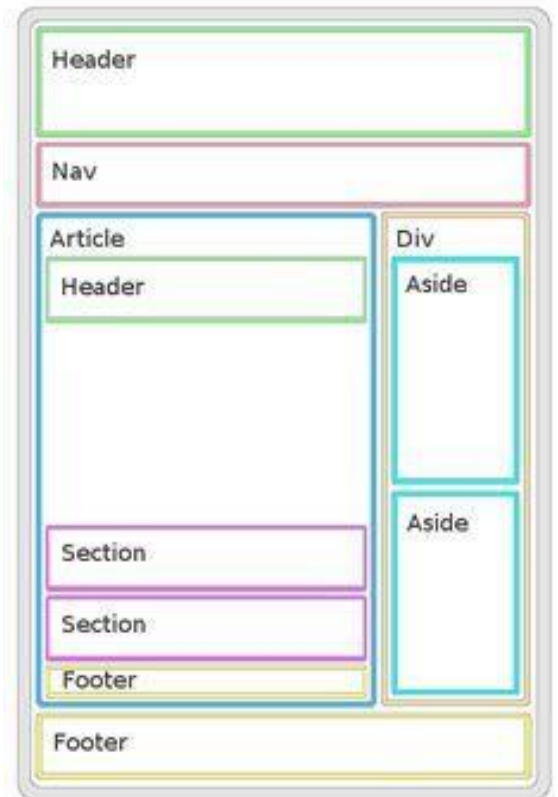 Header
Nav
Article
Header
Section
Section
Footer
Div
Aside
Aside
Footer